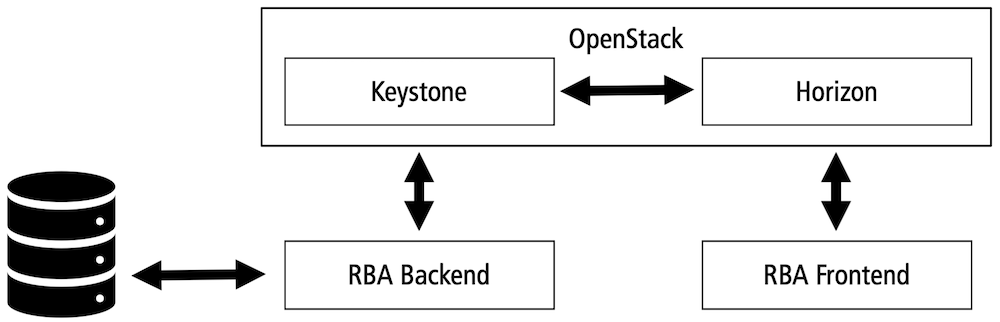 OpenStack
Keystone
Horizon
RBA Backend
RBA Frontend